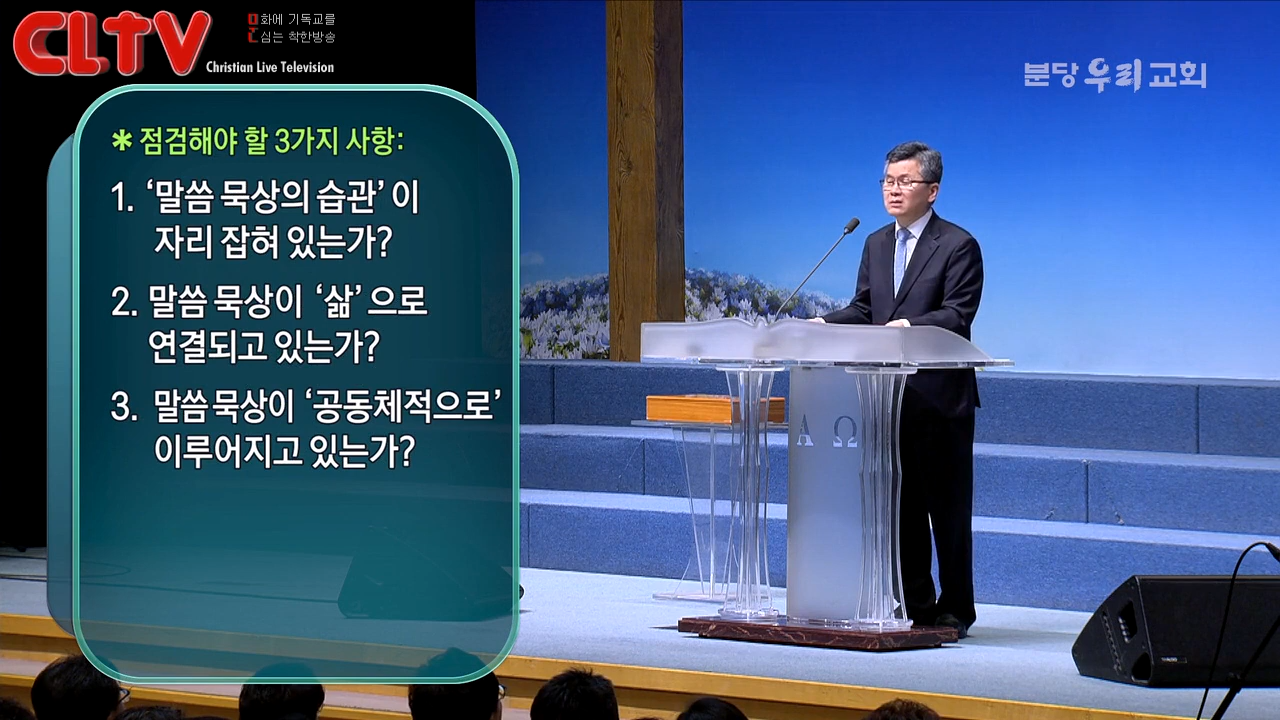 CLTV
문화에 기독교를
심는 착한방송
Christian Live Television
분당우리교회
* 점검해야 할 3가지 사항:
1. ‘말씀 묵상의 습관’ 이
자리 잡혀 있는가?
2. 말씀 묵상이 ‘삶’ 으로
연결되고 있는가?
3. 말씀 묵상이 ‘공동체적으로’
이루어지고 있는가?
Α Ω